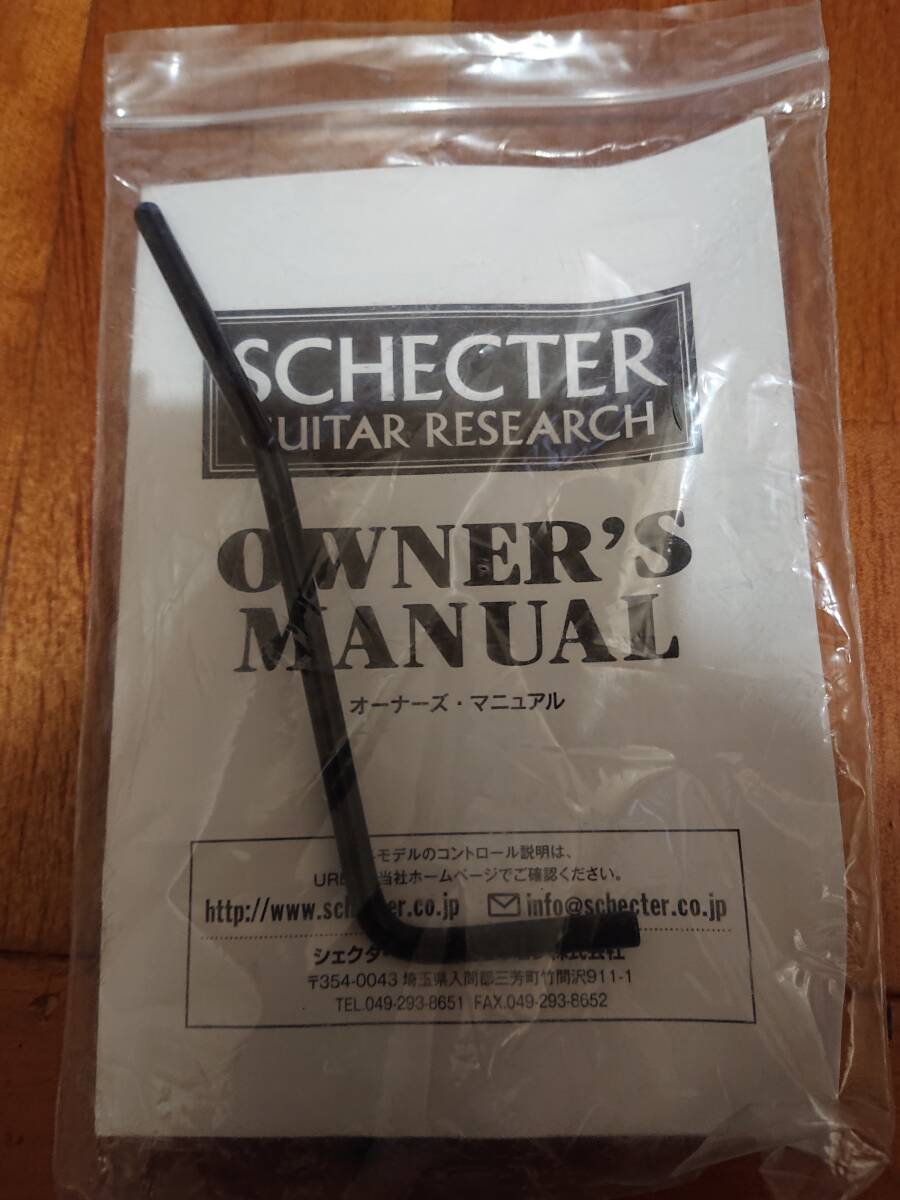 SCHECTER
GUITAR RESEARCH
OWNER'S
MANUAL
オーナーズ・マニュアル
モデルのコントロール説明は、
当社ホームページでご確認ください。
http://www.schecter.co.jp info@schecter.co.jp
シェクター 株式会社
〒354-0043 埼玉県入間郡三芳町竹間沢911-1
TEL.049-293-8651 FAX.049-293-8652